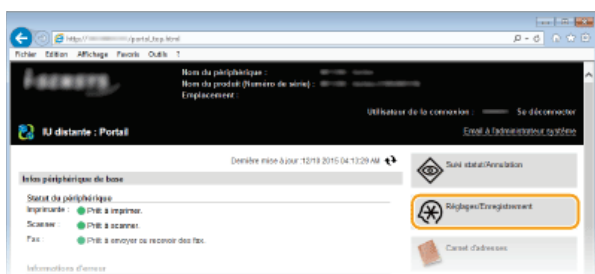 /portal_top.html
Fichier Edition Affichage Favoris Outils ?
Nom du périphérique :
Nom du produit (Numéro de série) :
Emplacement :
Utilisateur de la connexion : Se déconnecter
IU distante : Portail
Email à l'administrateur système
Dernière mise à jour :12/18 2015 04:13:29 AM
Infos périphérique de base
Statut du périphérique
Imprimante : Prêt à imprimer.
Scanner : Prêt à scanner.
Fax : Prêt à envoyer ou recevoir des fax.
Informations d'erreur
Suivi statut/Annulation
Réglages/Enregistrement
Carnet d'adresses